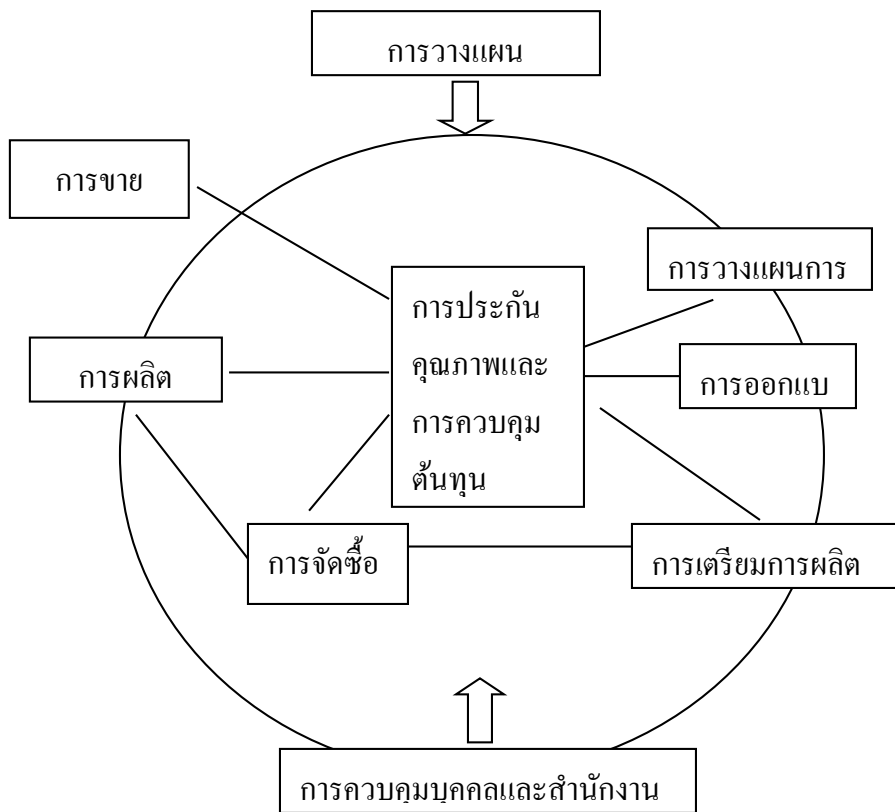 การวางแผน
การขาย
การวางแผนการ
การประกัน
คุณภาพและ
การควบคุม
ต้นทุน
การผลิต
การออกแบ
การจัดซื้อ
การเตรียมการผลิต
การควบคุมบุคคลและสำนักงาน